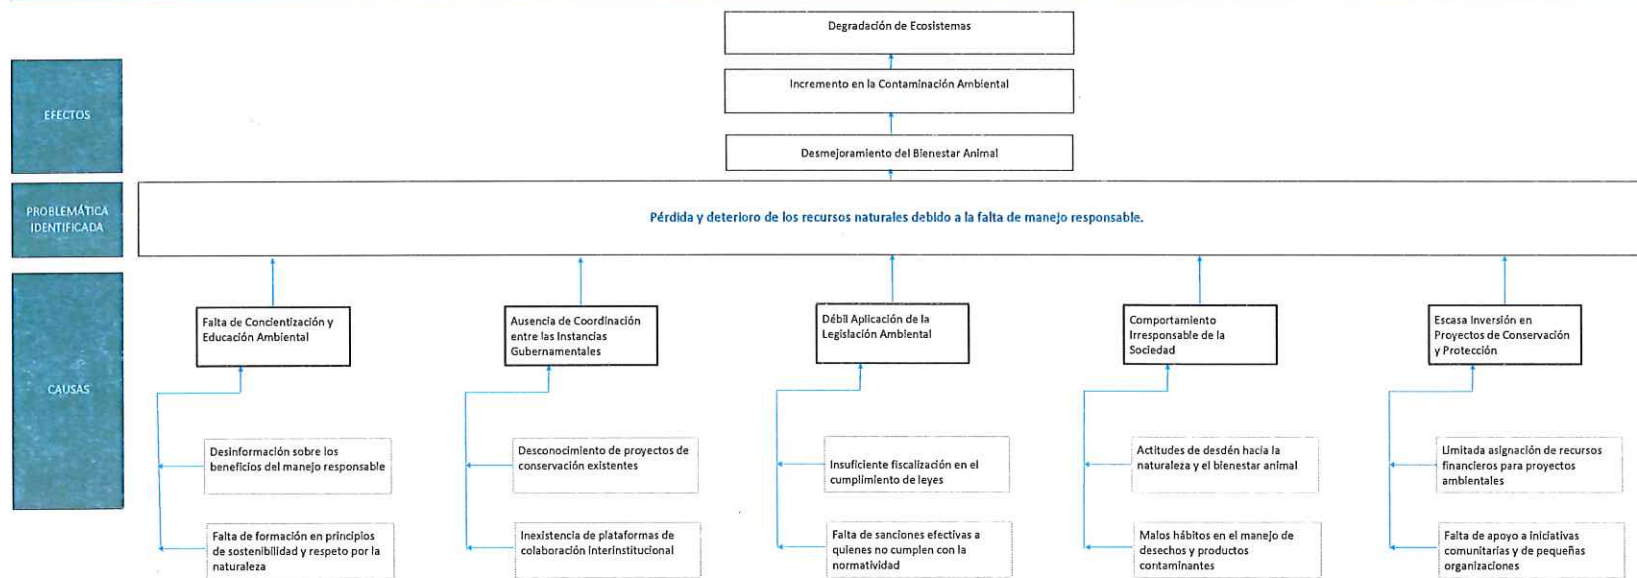 Degradación de Ecosistemas
Incremento en la Contaminación Ambiental
EFECTOS
Desmejoramiento del Bienestar Animal
PROBLEMÁTICA
IDENTIFICADA
Pérdida y deterioro de los recursos naturales debido a la falta de manejo responsable.
CAUSAS
Falta de Concientización y
Educación Ambiental
Ausencia de Coordinación
entre las Instancias
Gubernamentales
Débil Aplicación de la
Legislación Ambiental
Comportamiento
Irresponsable de la
Sociedad
Escasa Inversión en
Proyectos de Conservación
y Protección
Desinformación sobre los
beneficios del manejo responsable
Desconocimiento de proyectos de
conservación existentes
Insuficiente fiscalización en el
cumplimiento de leyes
Actitudes de desdén hacia la
naturaleza y el bienestar animal
Limitada asignación de recursos
financieros para proyectos
ambientales
Falta de formación en principios
de sostenibilidad y respeto por la
naturaleza
Inexistencia de plataformas de
colaboración interinstitucional
Falta de sanciones efectivas a
quienes no cumplen con la
normatividad
Malos hábitos en el manejo de
desechos y productos
contaminantes
Falta de apoyo a iniciativas
comunitarias y de pequeñas
organizaciones